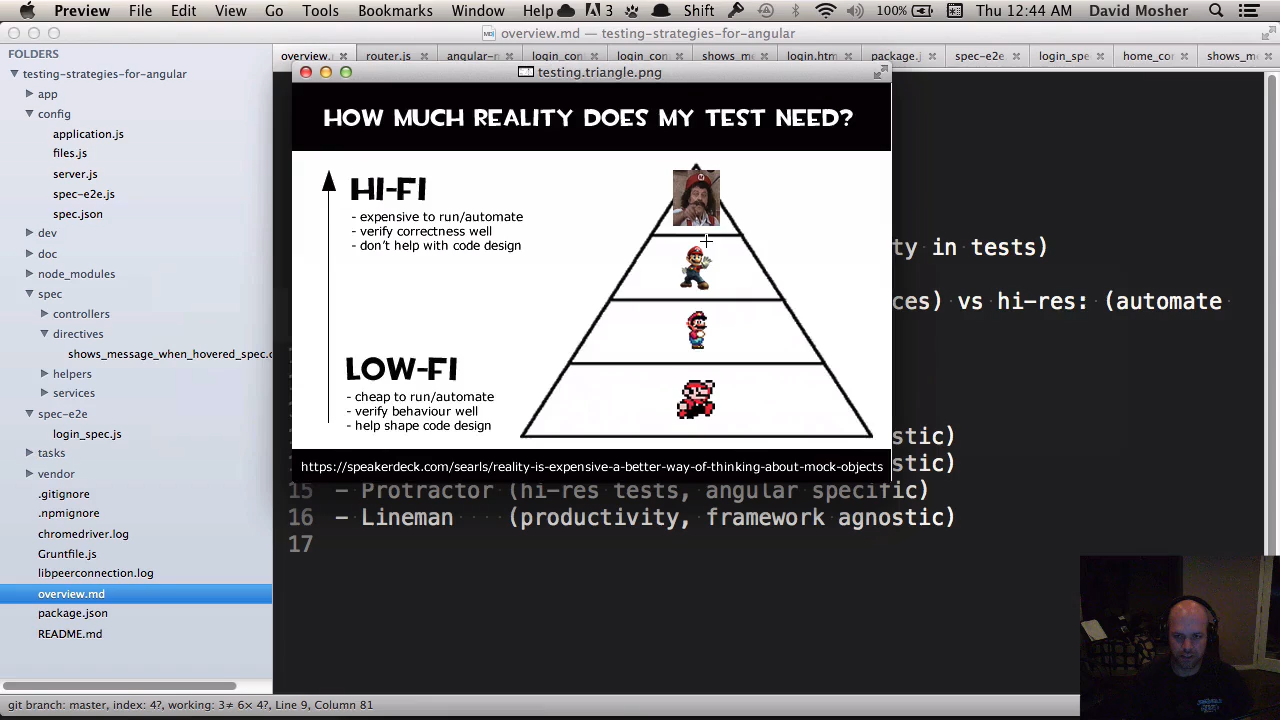 Preview File Edit View Go Tools Bookmarks Window Help 3 Shift 100% Thu 12:44 AM David Mosher
overview.md — testing-strategies-for-angular
FOLDERS
testing-strategies-for-angular
app
config
application.js
files.js
server.js
spec-e2e.js
spec.json
dev
doc
node_modules
spec
controllers
directives
shows_message_when_hovered_spec.c
helpers
services
spec-e2e
login_spec.js
tasks
vendor
.gitignore
.npmignore
chromedriver.log
Gruntfile.js
libpeerconnection.log
overview.md
package.json
README.md
overview.md router.js angular-m login_con login_con shows_me login.htm package.j spec-e2e login_spe home_con shows_m
testing.triangle.png
HOW MUCH REALITY DOES MY TEST NEED?
HI-FI
- expensive to run/automate
- verify correctness well
- don't help with code design
LOW-FI
- cheap to run/automate
- verify behaviour well
- help shape code design
https://speakerdeck.com/searls/reality-is-expensive-a-better-way-of-thinking-about-mock-objects
ty in tests)
ces) vs hi-res: (automate
stic)
stic)
15 - Protractor (hi-res tests, angular specific)
16 - Lineman (productivity, framework agnostic)
17
git branch: master, index: 4?, working: 3≠ 6× 4?, Line 9, Column 81